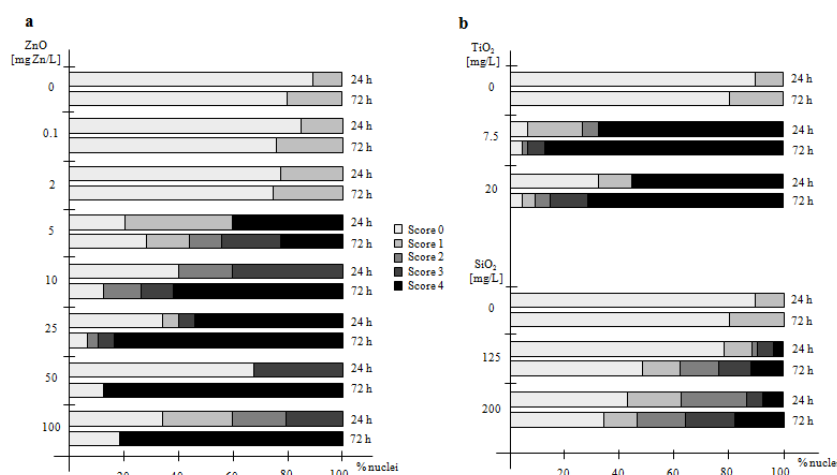 a
ZnO
[mg Zn/L]
0
24 h
72 h
0.1
24 h
72 h
2
24 h
72 h
5
24 h
72 h
10
24 h
72 h
25
24 h
72 h
50
24 h
72 h
100
24 h
72 h
20 40 60 80 100 % nuclei
Score 0
Score 1
Score 2
Score 3
Score 4
b
TiO₂
[mg/L]
0
24 h
72 h
7.5
24 h
72 h
20
24 h
72 h
SiO₂
[mg/L]
0
24 h
72 h
125
24 h
72 h
200
24 h
72 h
20 40 60 80 100 % nuclei